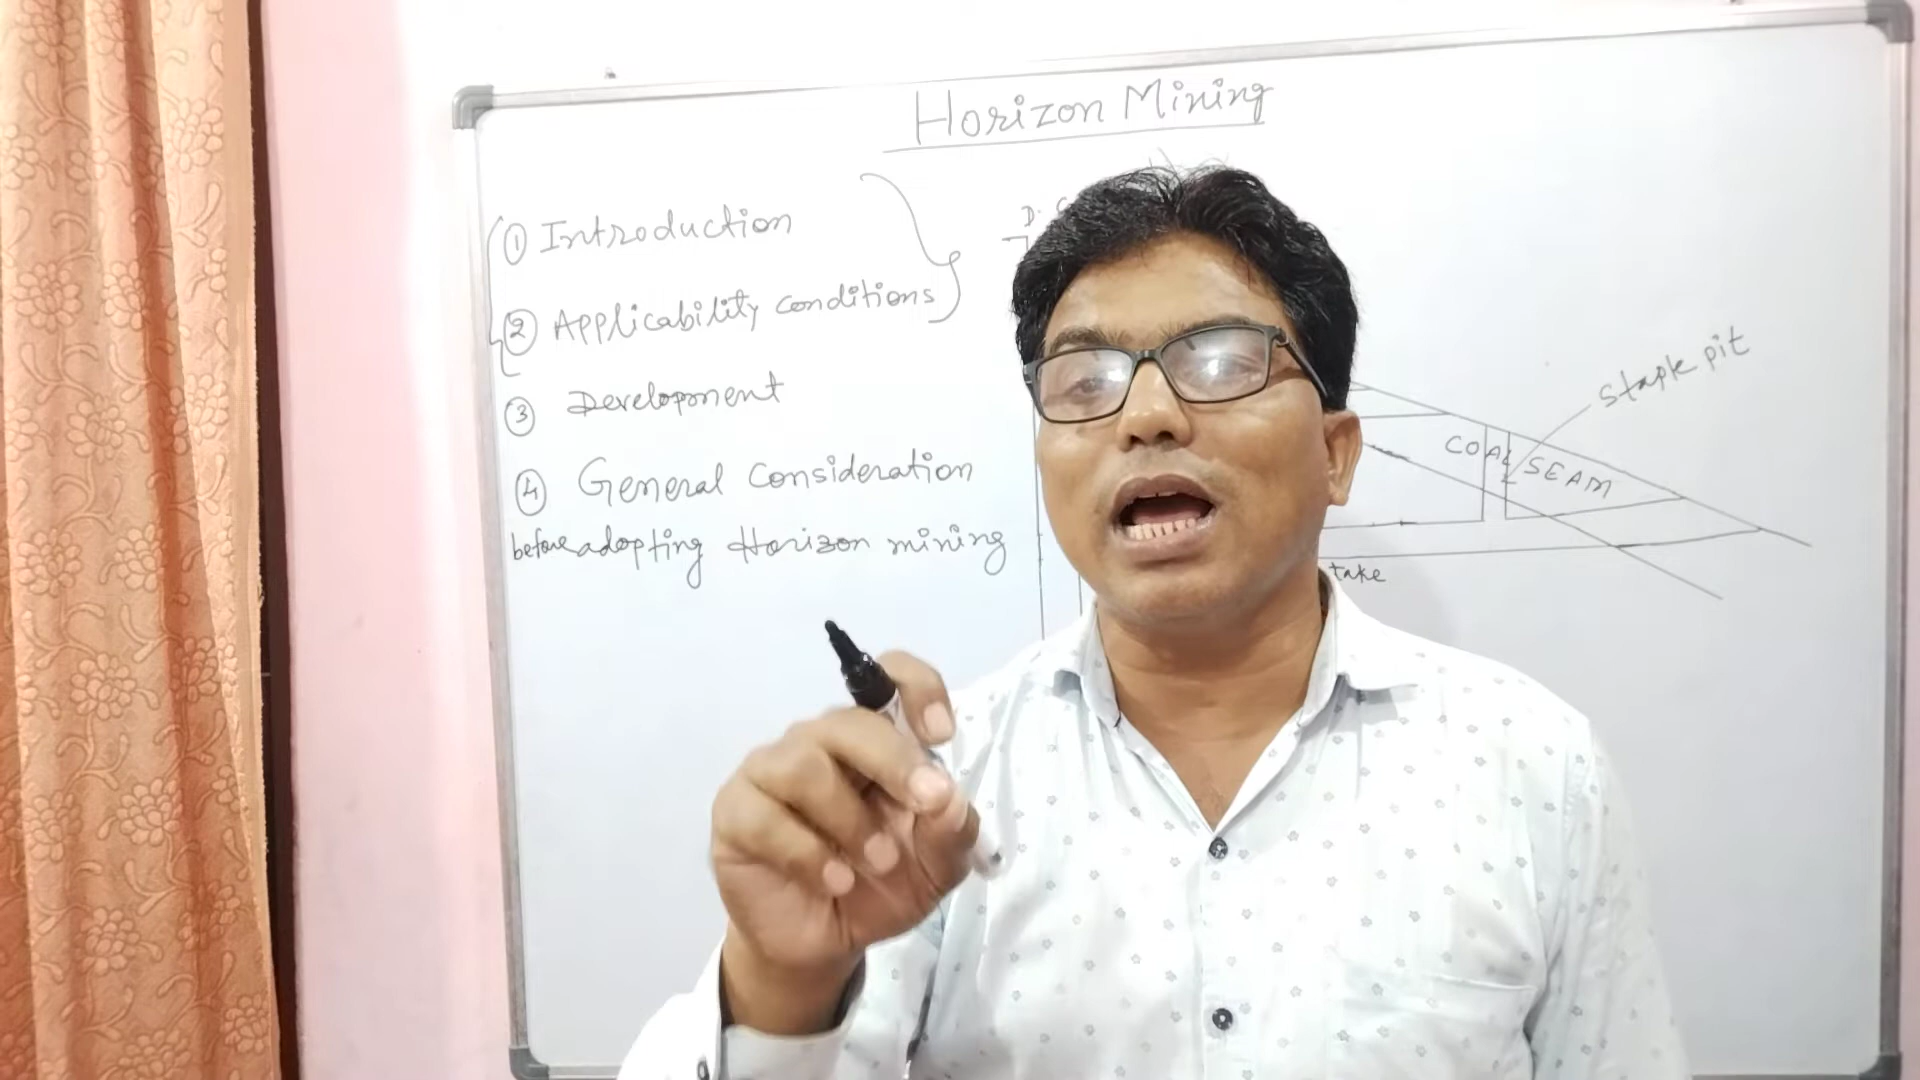 Horizon Mining
① Introduction
② Applicability conditions
③ Development
④ General Consideration
before adopting Horizon mining
D.
Staple pit
COAL SEAM
take